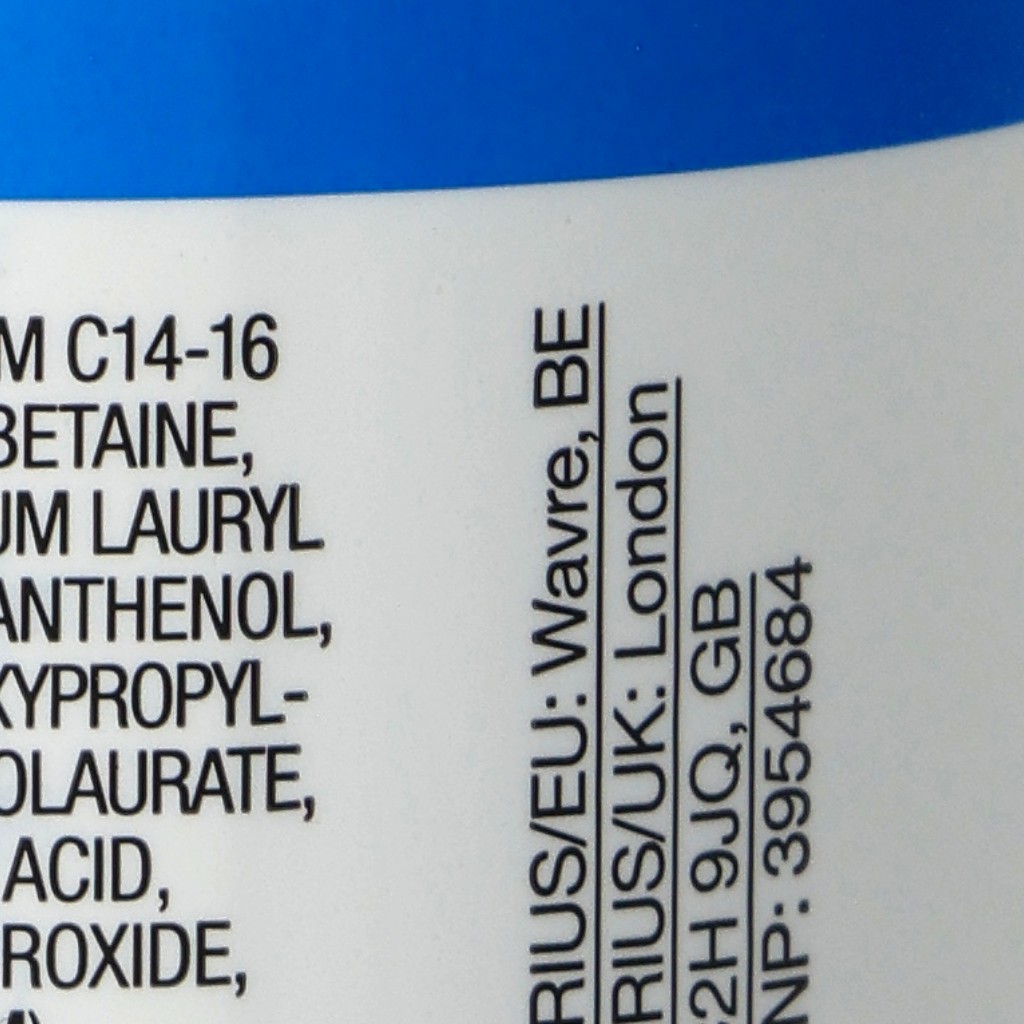 M C14-16
BETAINE,
UM LAURYL
ANTHENOL,
XYPROPYL-
OLAURATE,
ACID,
ROXIDE,
RIUS/EU: Wavre, BE
RIUS/UK: London
2H 9JQ, GB
NP: 3954684